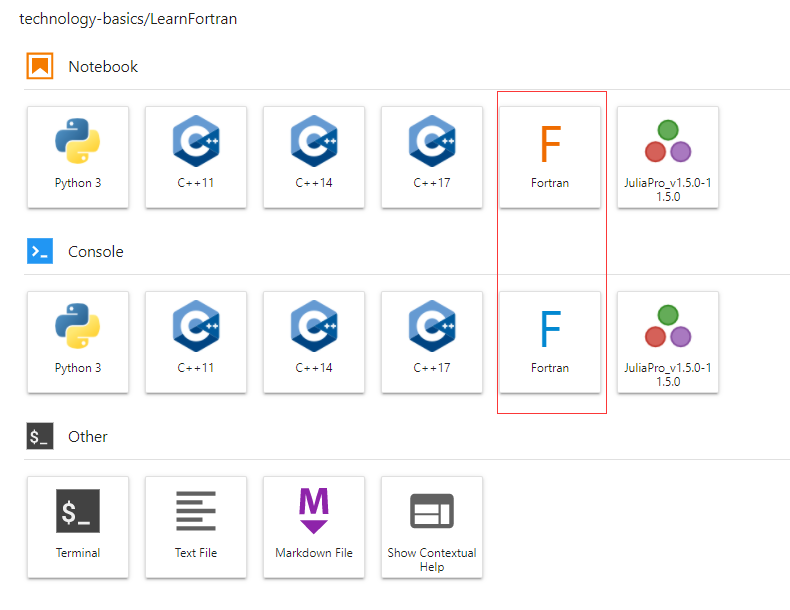 technology-basics/LearnFortran
Notebook
Python 3
C++11
C++14
C++17
F
Fortran
JuliaPro_v1.5.0-1
1.5.0
Console
Python 3
C++11
C++14
C++17
F
Fortran
JuliaPro_v1.5.0-1
1.5.0
$_
Other
$_
Terminal
Text File
M
Markdown File
Show Contextual
Help